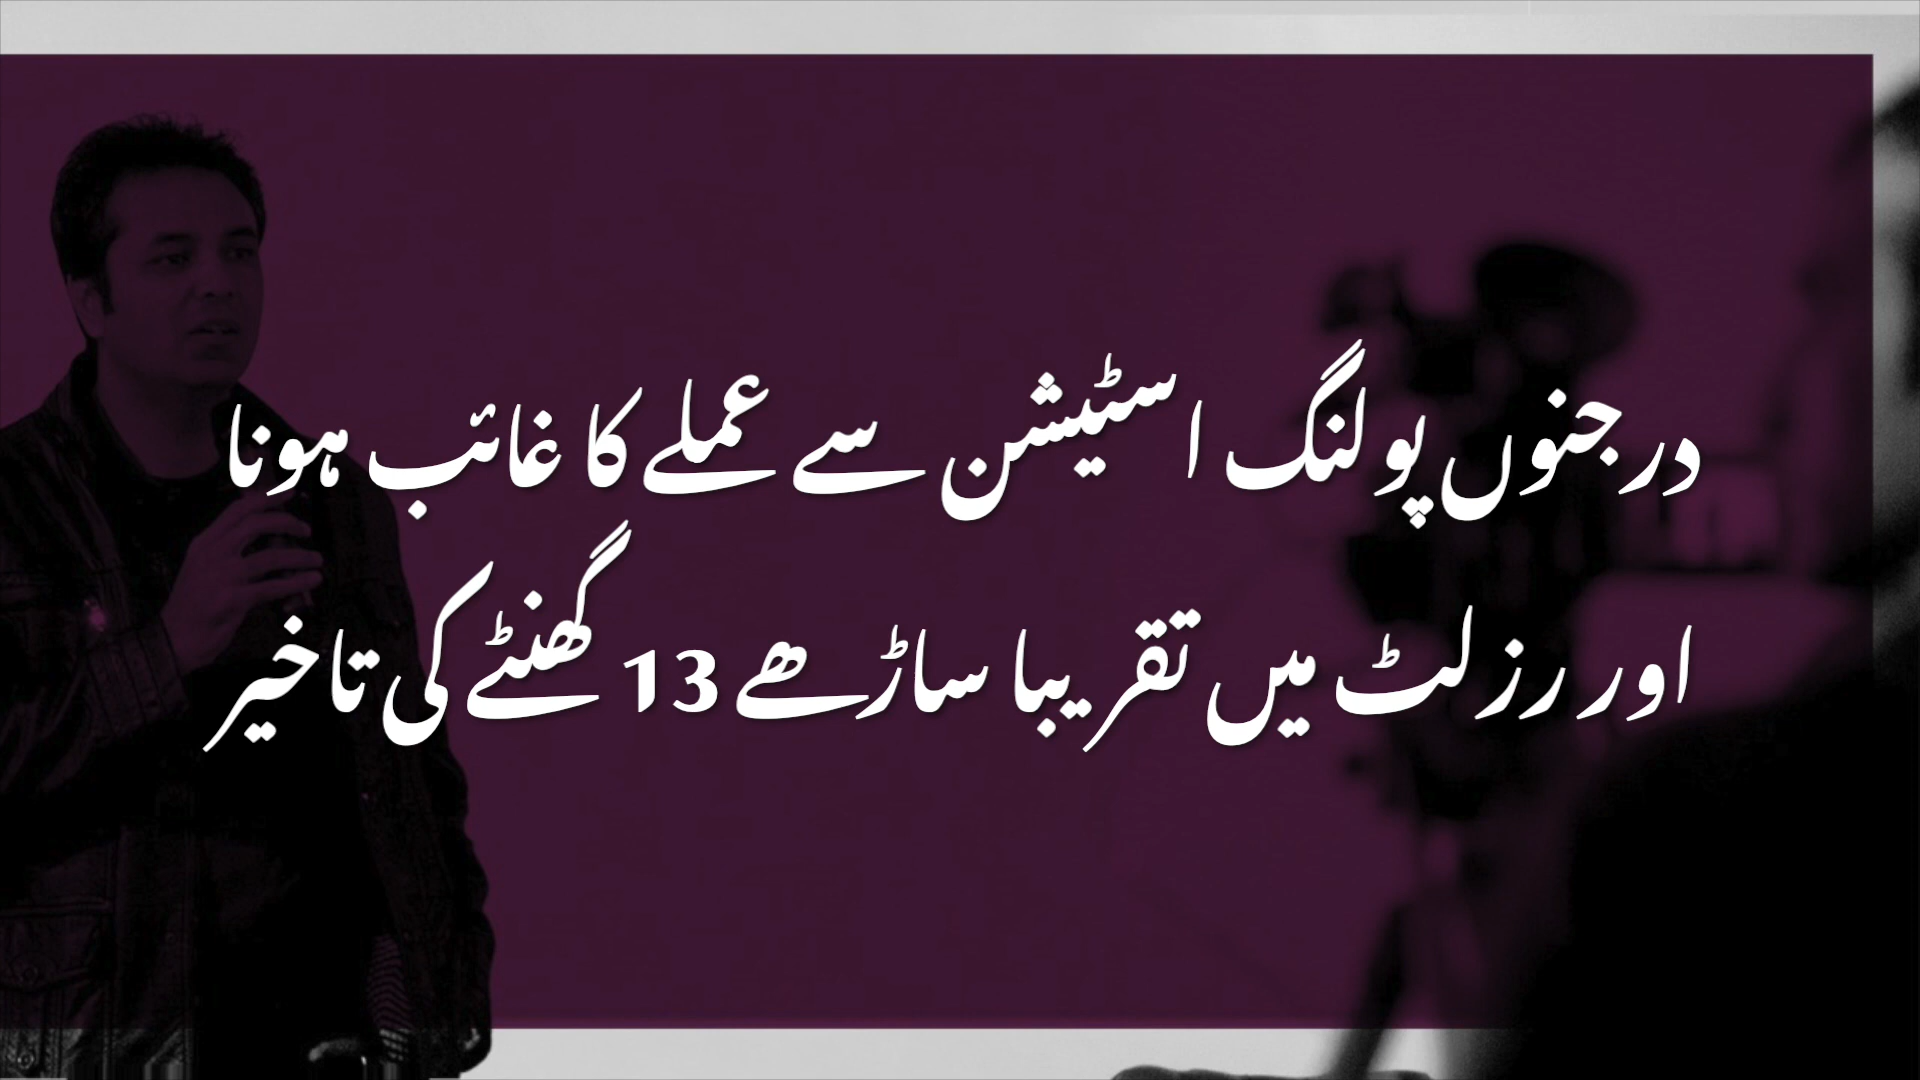 درجنوں پولنگ اسٹیشن سے عملے کا غائب ہونا
اور رزلٹ میں تقریبا ساڑھے 13 گھنٹے کی تاخیر